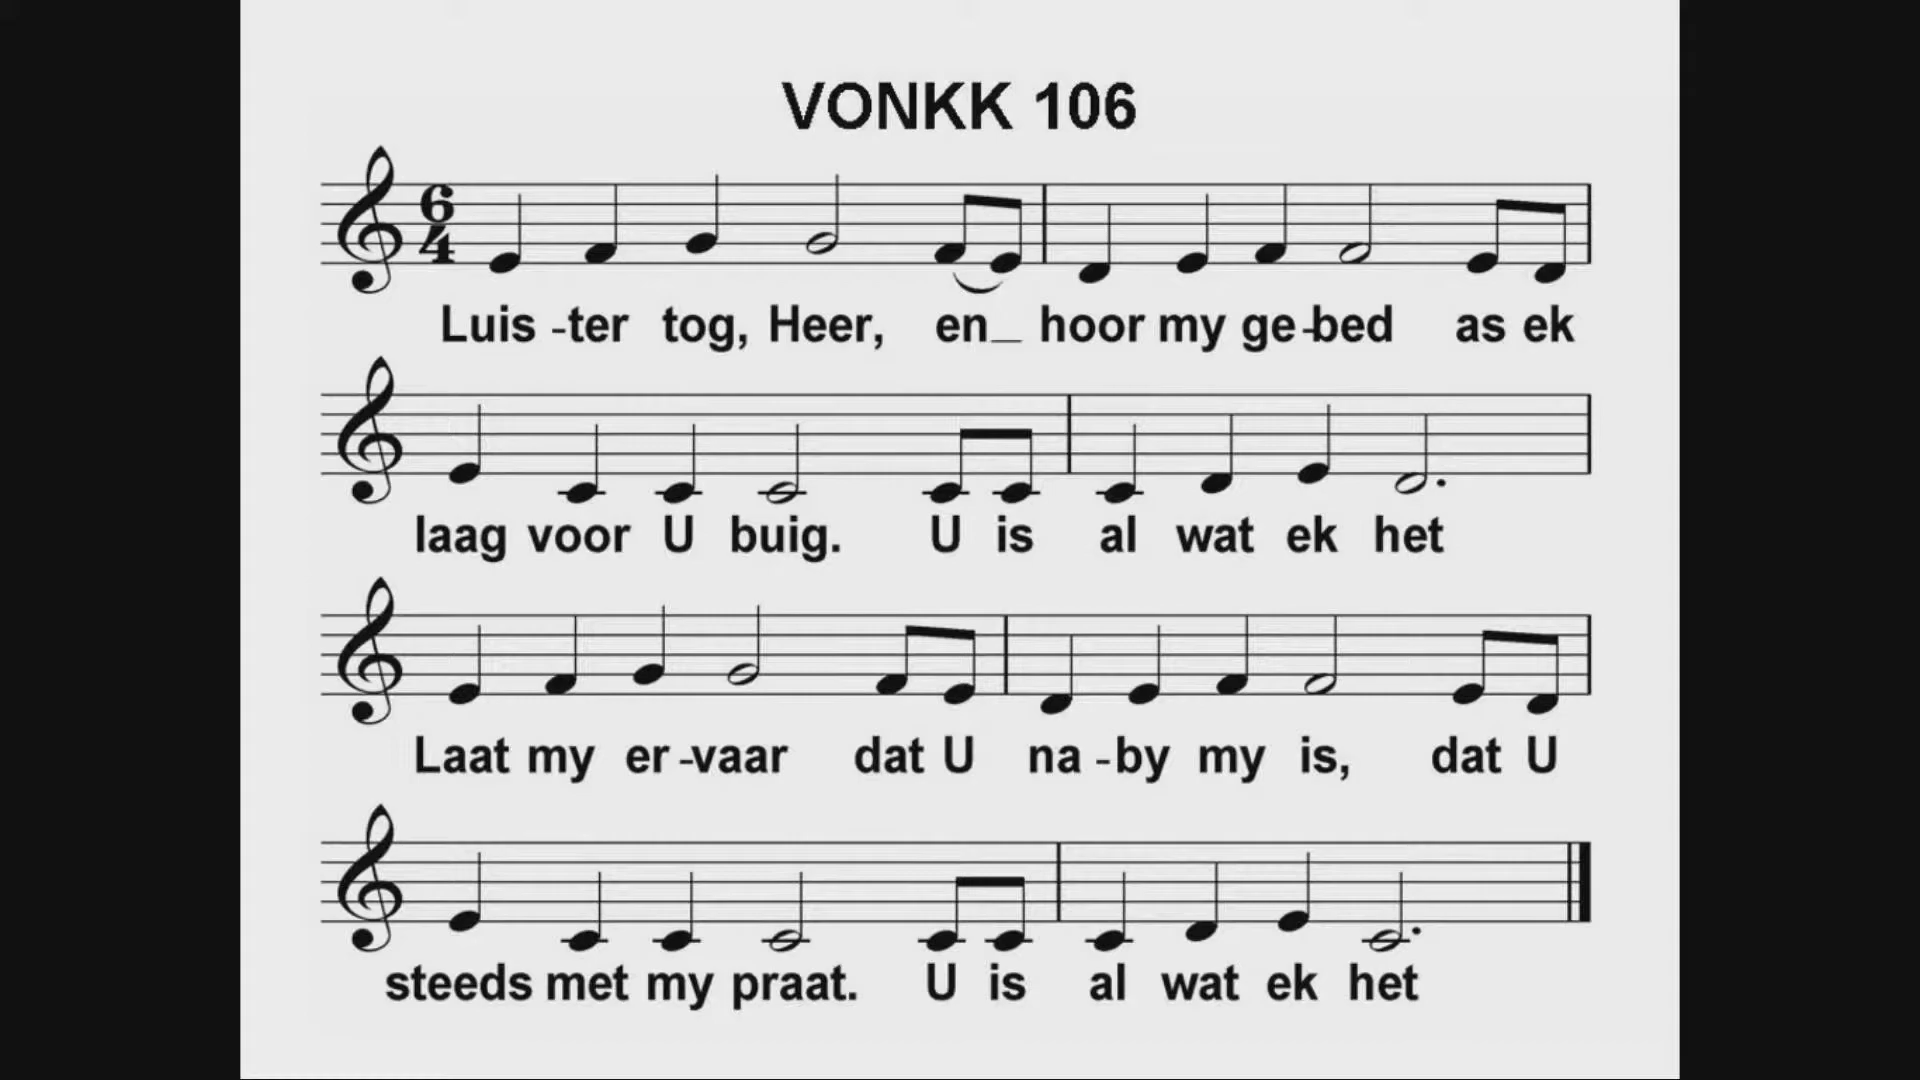 VONKK 106
6
4
Luis -ter tog, Heer, en_ hoor my ge-bed as ek
laag voor U buig. U is al wat ek het
Laat my er-vaar dat U na -by my is, dat U
steeds met my praat. U is al wat ek het